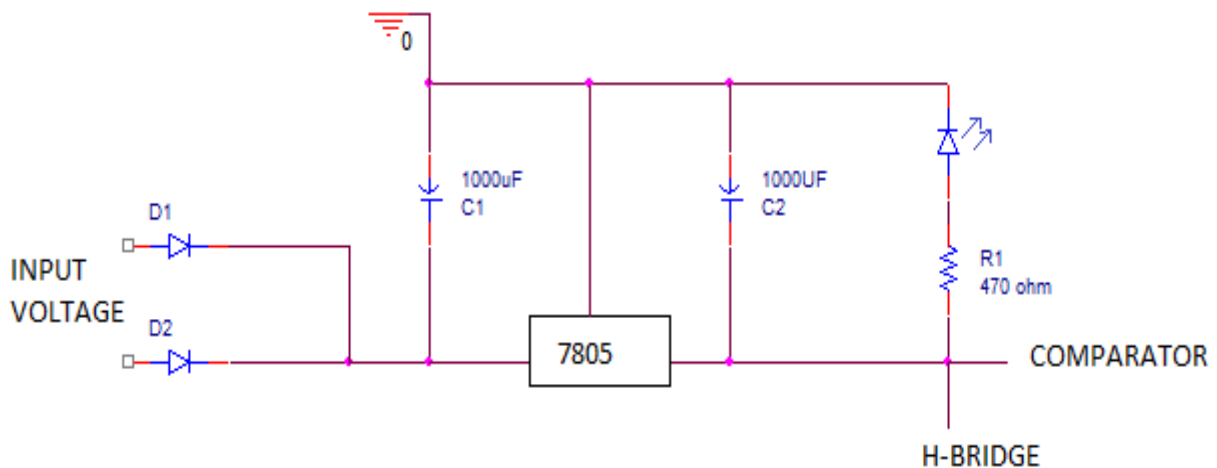 0
1000uF
C1
1000UF
C2
D1
INPUT
VOLTAGE
D2
R1
470 ohm
7805
COMPARATOR
H-BRIDGE